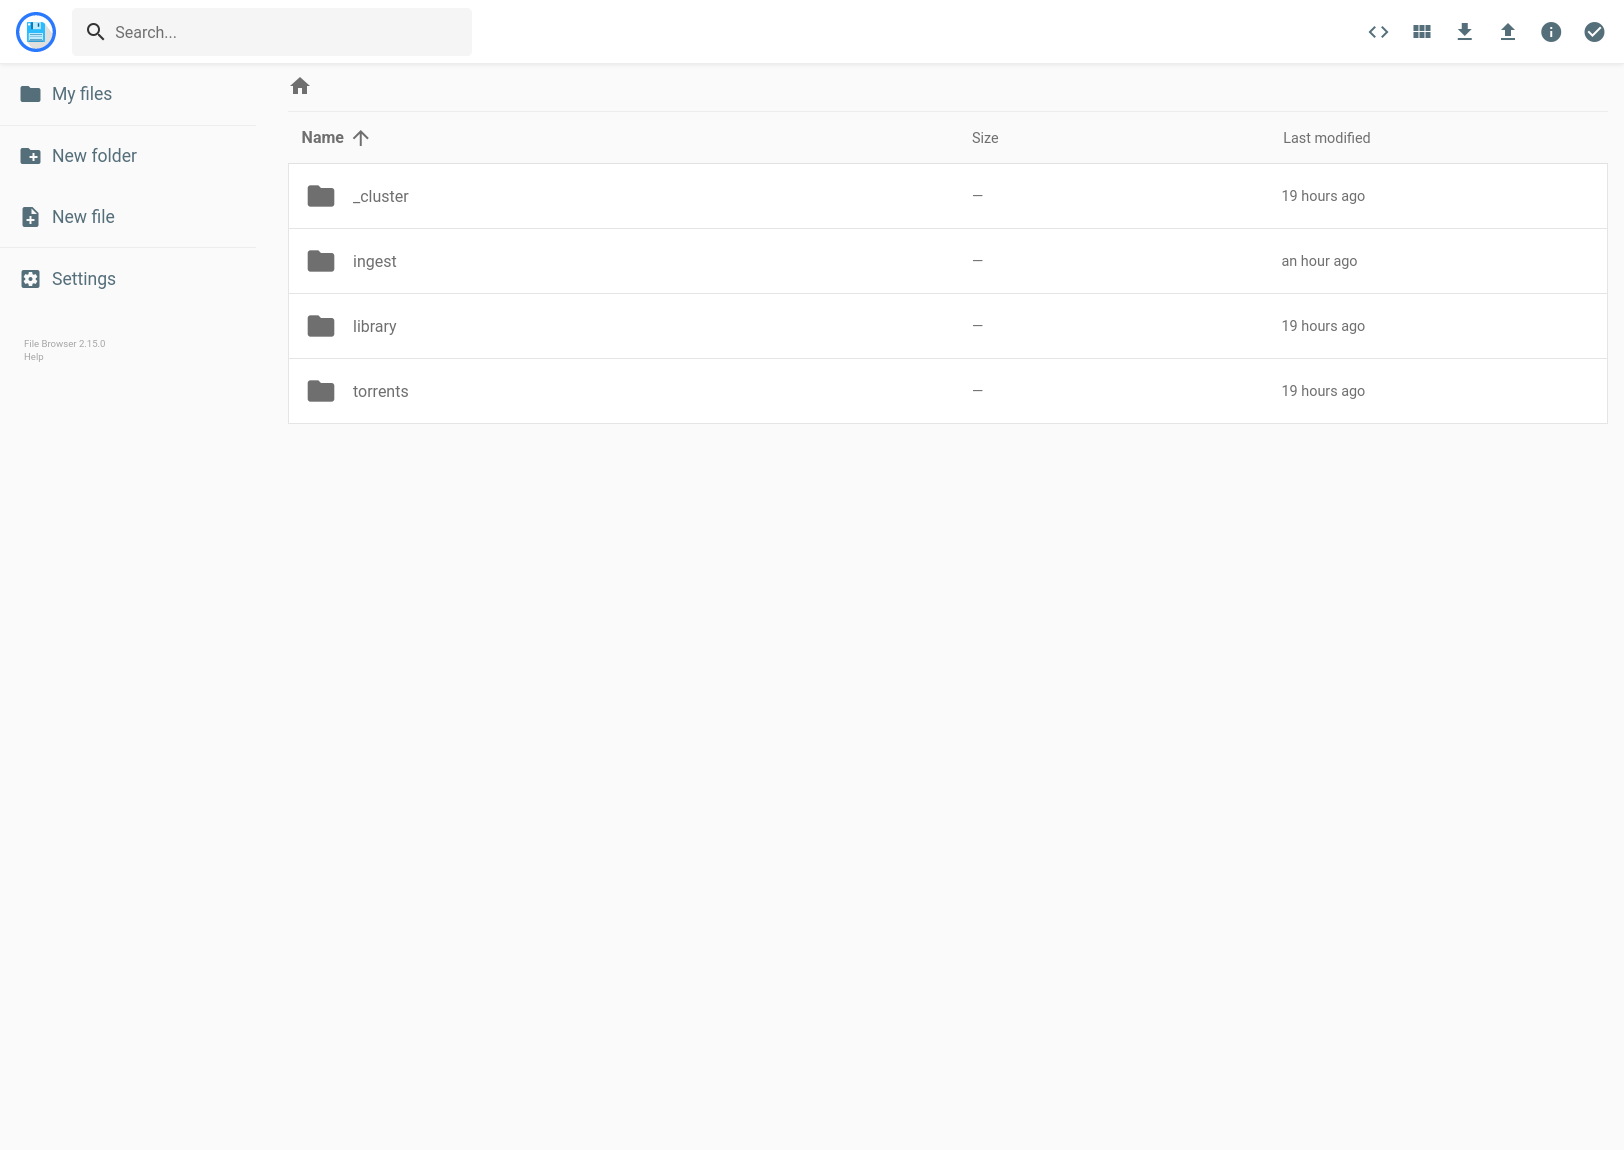 Search...
My files
New folder
New file
Settings
File Browser 2.15.0
Help
Name Size Last modified
_cluster — 19 hours ago
ingest — an hour ago
library — 19 hours ago
torrents — 19 hours ago